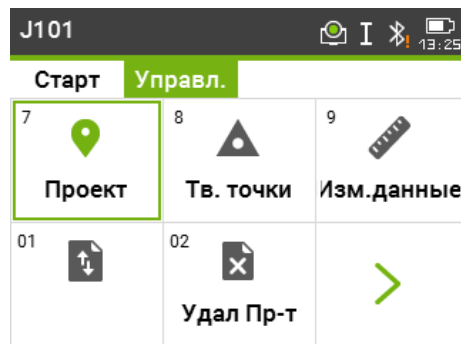 J101
13:25
Старт Управл.
7 8 9
Проект Тв. точки Изм.данные
01 02
Удал Пр-т